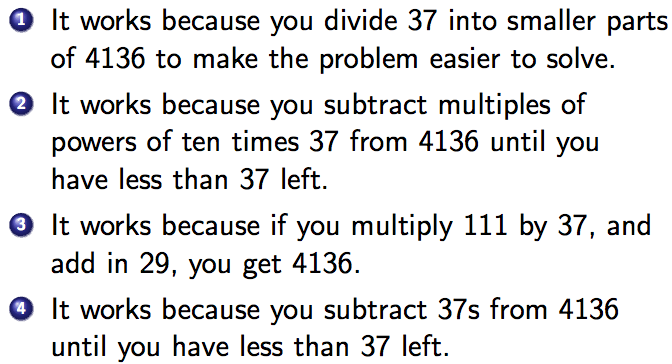 1 It works because you divide 37 into smaller parts
of 4136 to make the problem easier to solve.
2 It works because you subtract multiples of
powers of ten times 37 from 4136 until you
have less than 37 left.
3 It works because if you multiply 111 by 37, and
add in 29, you get 4136.
4 It works because you subtract 37s from 4136
until you have less than 37 left.